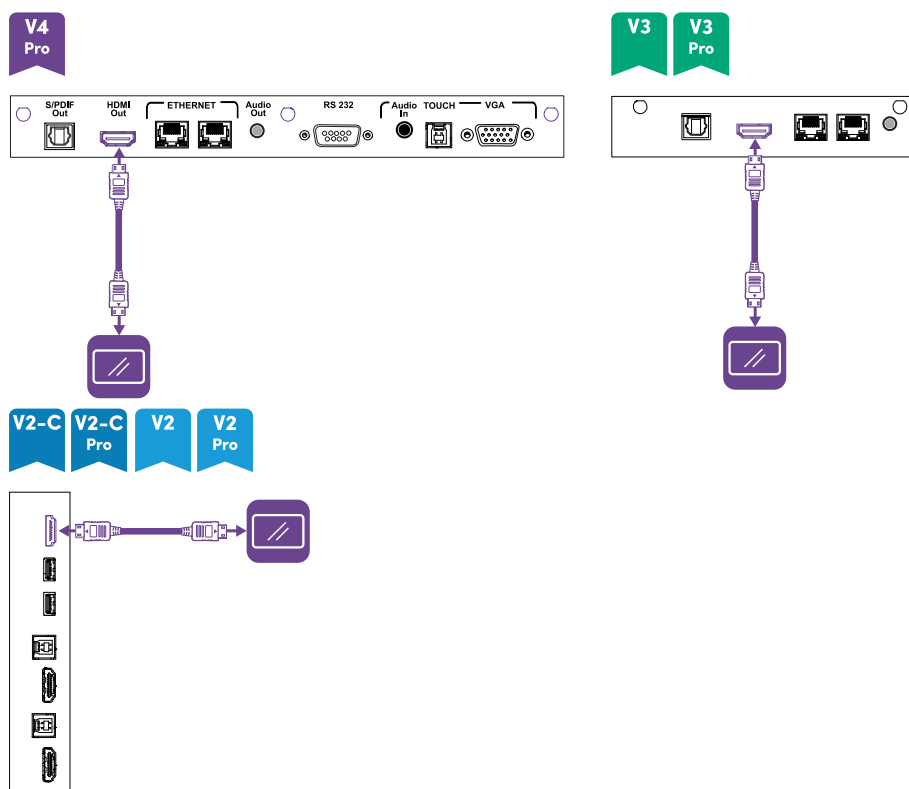 V4
Pro
V3
V3
Pro
S/PDIF
Out
HDMI
Out
ETHERNET
Audio
Out
RS 232
Audio
In
TOUCH
VGA
V2-C
V2-C
Pro
V2
V2
Pro